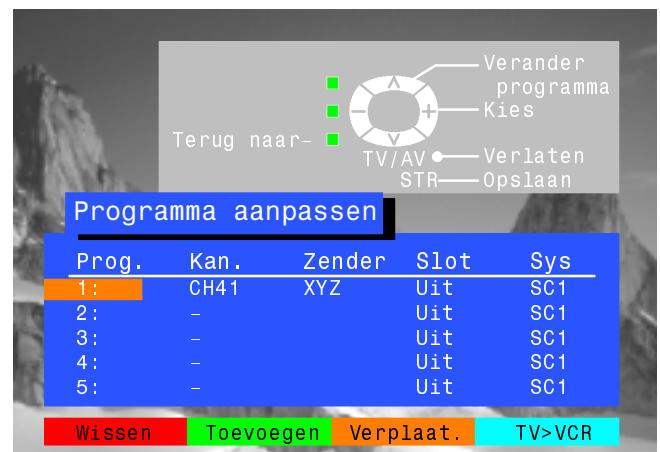 Verander
programma
Kies
Terug naar-
TV/AV
Verlaten
STR
Opslaan
Programma aanpassen
Prog. Kan. Zender Slot Sys
1: CH41 XYZ Uit SC1
2: – Uit SC1
3: – Uit SC1
4: – Uit SC1
5: – Uit SC1
Wissen Toevoegen Verplaat. TV>VCR